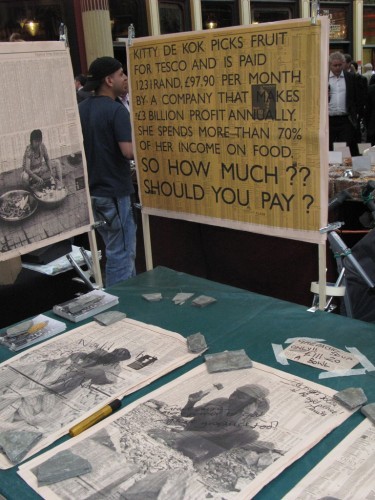 KITTY DE KOK PICKS FRUIT
FOR TESCO AND IS PAID
1231RAND, £97.90 PER MONTH
BY A COMPANY THAT MAKES
£3 BILLION PROFIT ANNUALLY.
SHE SPENDS MORE THAN 70%
OF HER INCOME ON FOOD.
SO HOW MUCH ??
SHOULD YOU PAY ?